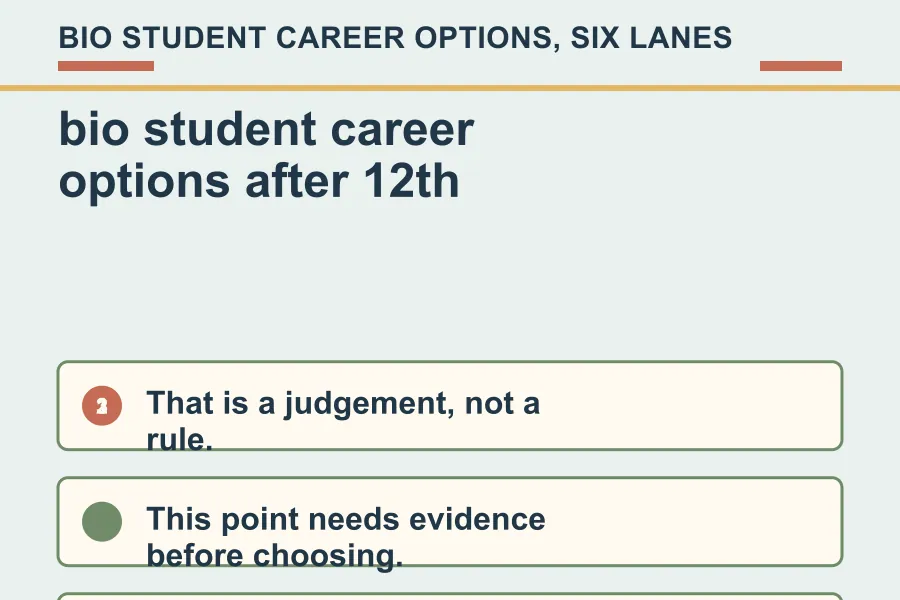 BIO STUDENT CAREER OPTIONS, SIX LANES
bio student career
options after 12th
That is a judgement, not a
rule.
This point needs evidence
before choosing.